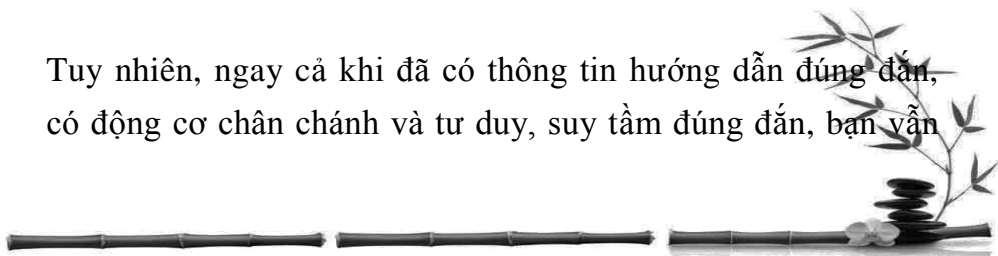 Tuy nhiên, ngay cả khi đã có thông tin hướng dẫn đúng đắn,
có động cơ chân chánh và tư duy, suy tầm đúng đắn, bạn vẫn